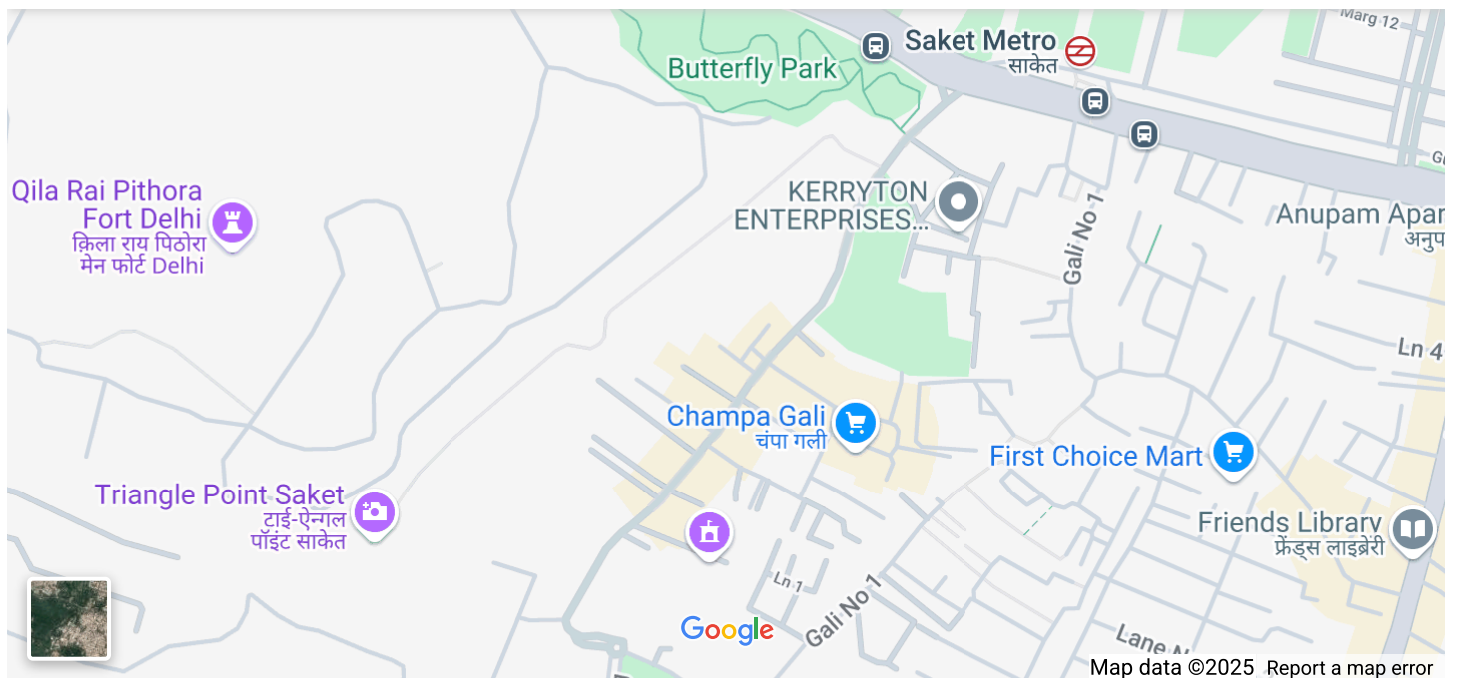 Marg 12
Saket Metro
साकेत
Butterfly Park
Qila Rai Pithora
Fort Delhi
क़िला राय पिठोरा
मेन फोर्ट Delhi
KERRYTON
ENTERPRISES...
Gali No 1
Anupam Apar
अनुप
Ln 4
Champa Gali
चंपा गली
First Choice Mart
Triangle Point Saket
टाई-ऐन्गल
पॉइंट साकेत
Friends Library
फ्रेंड्स लाइब्रेरी
Ln 1
Gali No 1
Google
Lane N
Map data ©2025 Report a map error